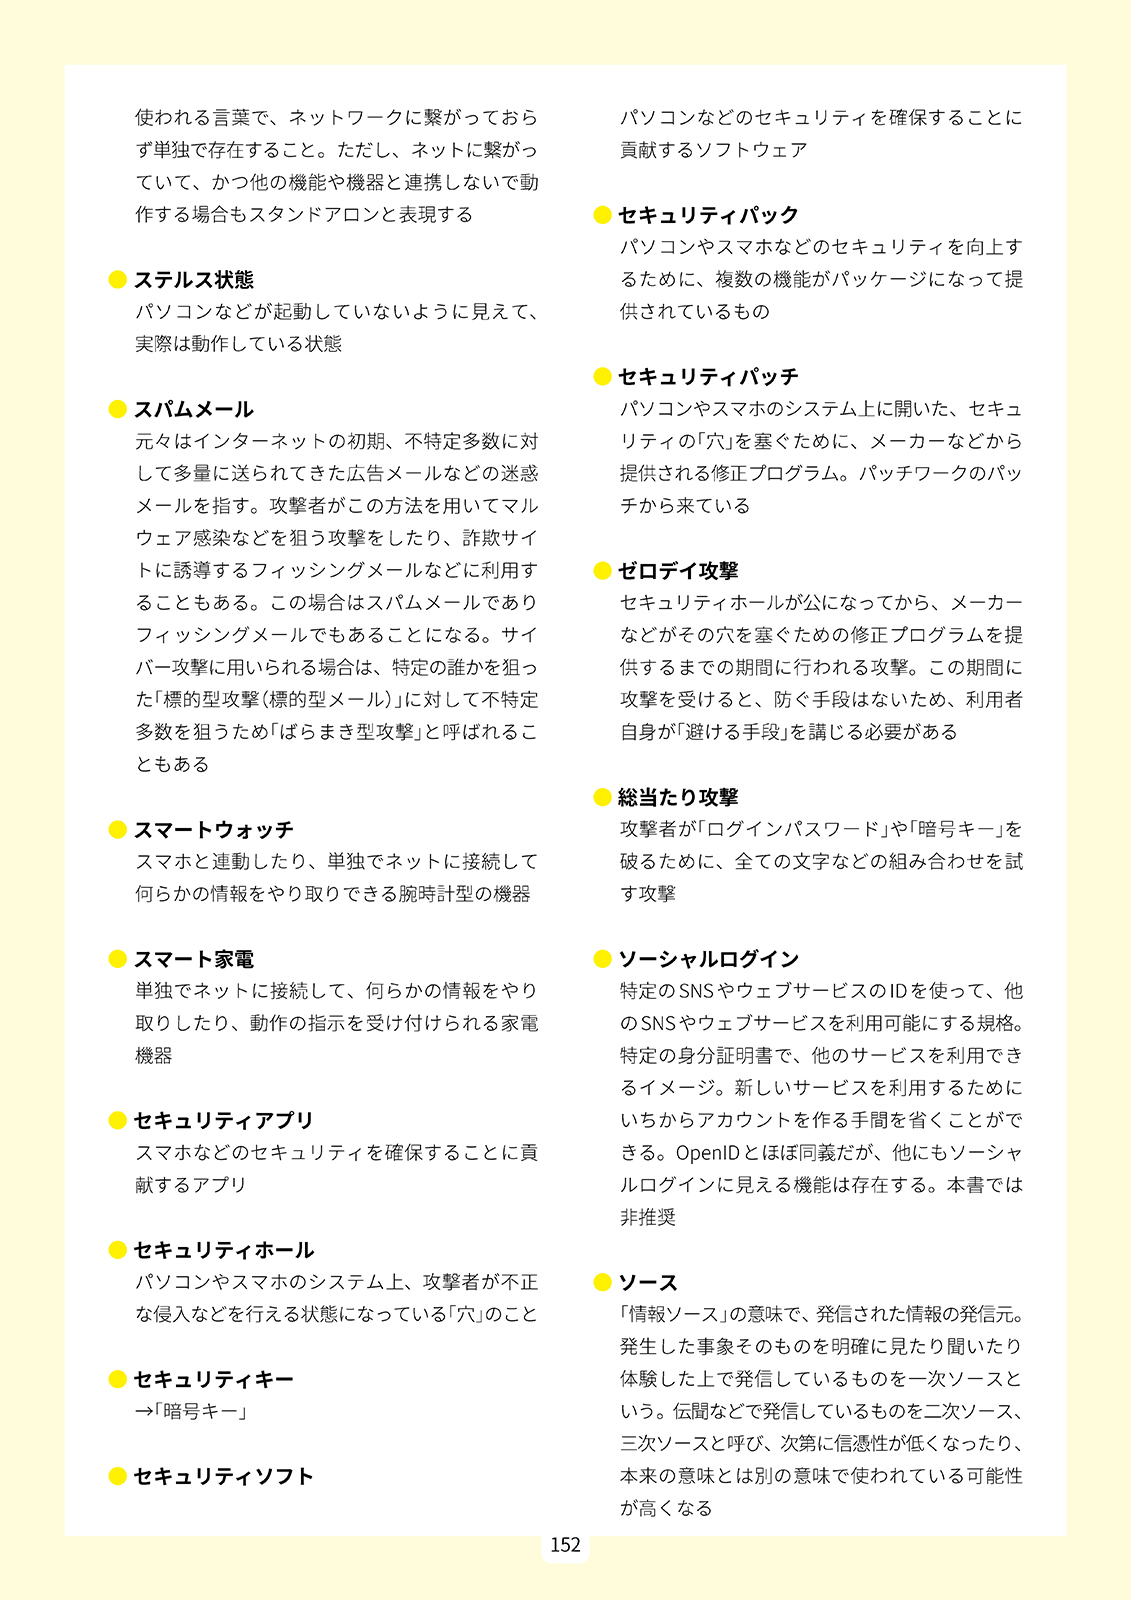 使われる言葉で、ネットワークに繋がっておら
ず単独で存在すること。ただし、ネットに繋がっ
ていて、かつ他の機能や機器と連携しないで動
作する場合もスタンドアロンと表現する
●ステルス状態
パソコンなどが起動していないように見えて、
実際は動作している状態
●スパムメール
元々はインターネットの初期、不特定多数に対
して多量に送られてきた広告メールなどの迷惑
メールを指す。攻撃者がこの方法を用いてマル
ウェア感染などを狙う攻撃をしたり、詐欺サイ
トに誘導するフィッシングメールなどに利用す
ることもある。この場合はスパムメールであり
フィッシングメールでもあることになる。サイ
バー攻撃に用いられる場合は、特定の誰かを狙っ
た「標的型攻撃(標的型メール)」に対して不特定
多数を狙うため「ばらまき型攻撃」と呼ばれるこ
ともある
●スマートウォッチ
スマホと連動したり、単独でネットに接続して
何らかの情報をやり取りできる腕時計型の機器
●スマート家電
単独でネットに接続して、何らかの情報をやり
取りしたり、動作の指示を受け付けられる家電
機器
●セキュリティアプリ
スマホなどのセキュリティを確保することに貢
献するアプリ
●セキュリティホール
パソコンやスマホのシステム上、攻撃者が不正
な侵入などを行える状態になっている「穴」のこと
●セキュリティキー
→「暗号キー」
●セキュリティソフト
パソコンなどのセキュリティを確保することに
貢献するソフトウェア
●セキュリティパック
パソコンやスマホなどのセキュリティを向上す
るために、複数の機能がパッケージになって提
供されているもの
●セキュリティパッチ
パソコンやスマホのシステム上に開いた、セキュ
リティの「穴」を塞ぐために、メーカーなどから
提供される修正プログラム。パッチワークのパッ
チから来ている
●ゼロデイ攻撃
セキュリティホールが公になってから、メーカー
などがその穴を塞ぐための修正プログラムを提
供するまでの期間に行われる攻撃。この期間に
攻撃を受けると、防ぐ手段はないため、利用者
自身が「避ける手段」を講じる必要がある
●総当たり攻撃
攻撃者が「ログインパスワード」や「暗号キー」を
破るために、全ての文字などの組み合わせを試
す攻撃
●ソーシャルログイン
特定のSNSやウェブサービスのIDを使って、他
のSNSやウェブサービスを利用可能にする規格。
特定の身分証明書で、他のサービスを利用でき
るイメージ。新しいサービスを利用するために
いちからアカウントを作る手間を省くことがで
きる。OpenIDとほぼ同義だが、他にもソーシャ
ルログインに見える機能は存在する。本書では
非推奨
●ソース
「情報ソース」の意味で、発信された情報の発信元。
発生した事象そのものを明確に見たり聞いたり
体験した上で発信しているものを一次ソースと
いう。伝聞などで発信しているものを二次ソース、
三次ソースと呼び、次第に信憑性が低くなったり、
本来の意味とは別の意味で使われている可能性
が高くなる
152